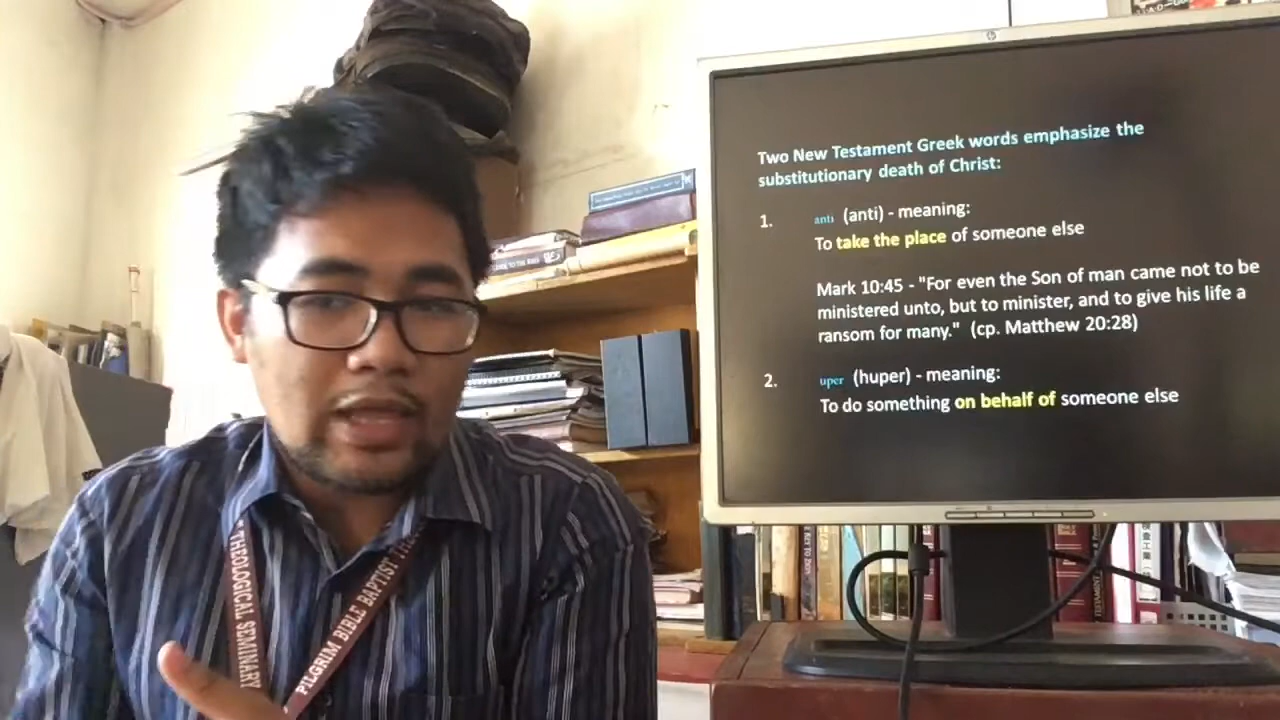 Two New Testament Greek words emphasize the
substitutionary death of Christ:
1. anti (anti) - meaning:
To take the place of someone else
Mark 10:45 - "For even the Son of man came not to be
ministered unto, but to minister, and to give his life a
ransom for many." (cp. Matthew 20:28)
2. uper (huper) - meaning:
To do something on behalf of someone else
THEOLOGICAL SEMINARY
PILGRIM BIBLE BAPTIST THE
hp